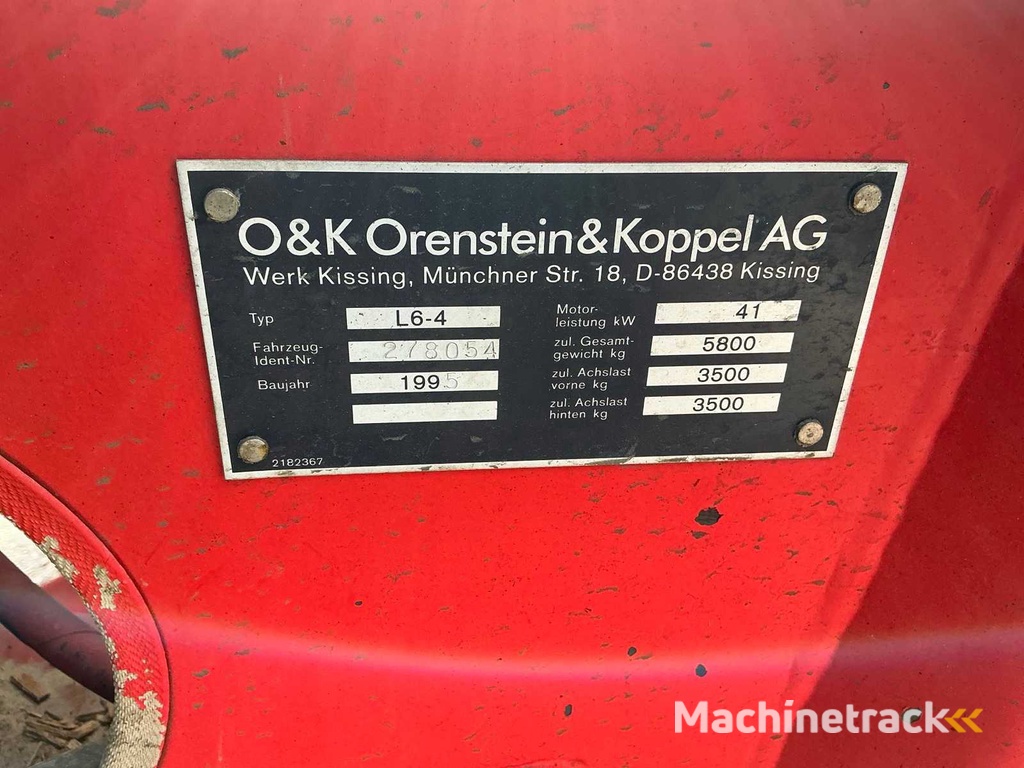 O&K Orenstein&Koppel AG
Werk Kissing, Münchner Str. 18, D-86438 Kissing
Typ L6-4
Fahrzeug-
Ident-Nr. 278054
Baujahr 1995
Motor-
leistung kW 41
zul. Gesamt-
gewicht kg 5800
zul. Achslast
vorne kg 3500
zul. Achslast
hinten kg 3500
2182367
Machinetrack